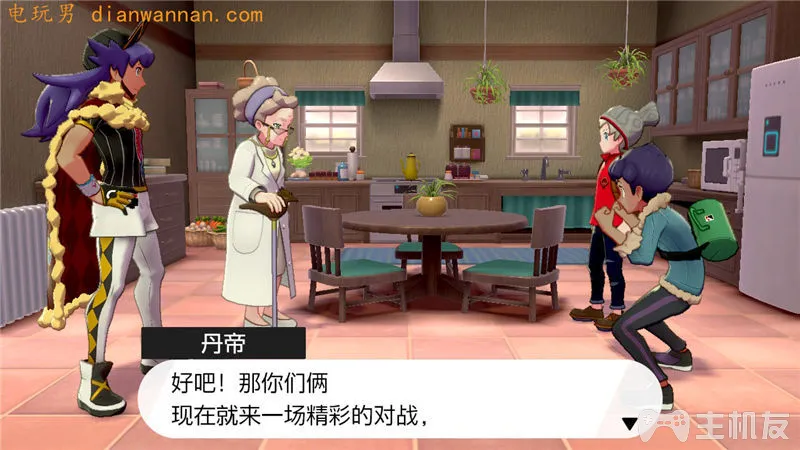 电玩男 dianwannan.com
丹帝
好吧！那你们俩
现在就来一场精彩的对战，
主机友